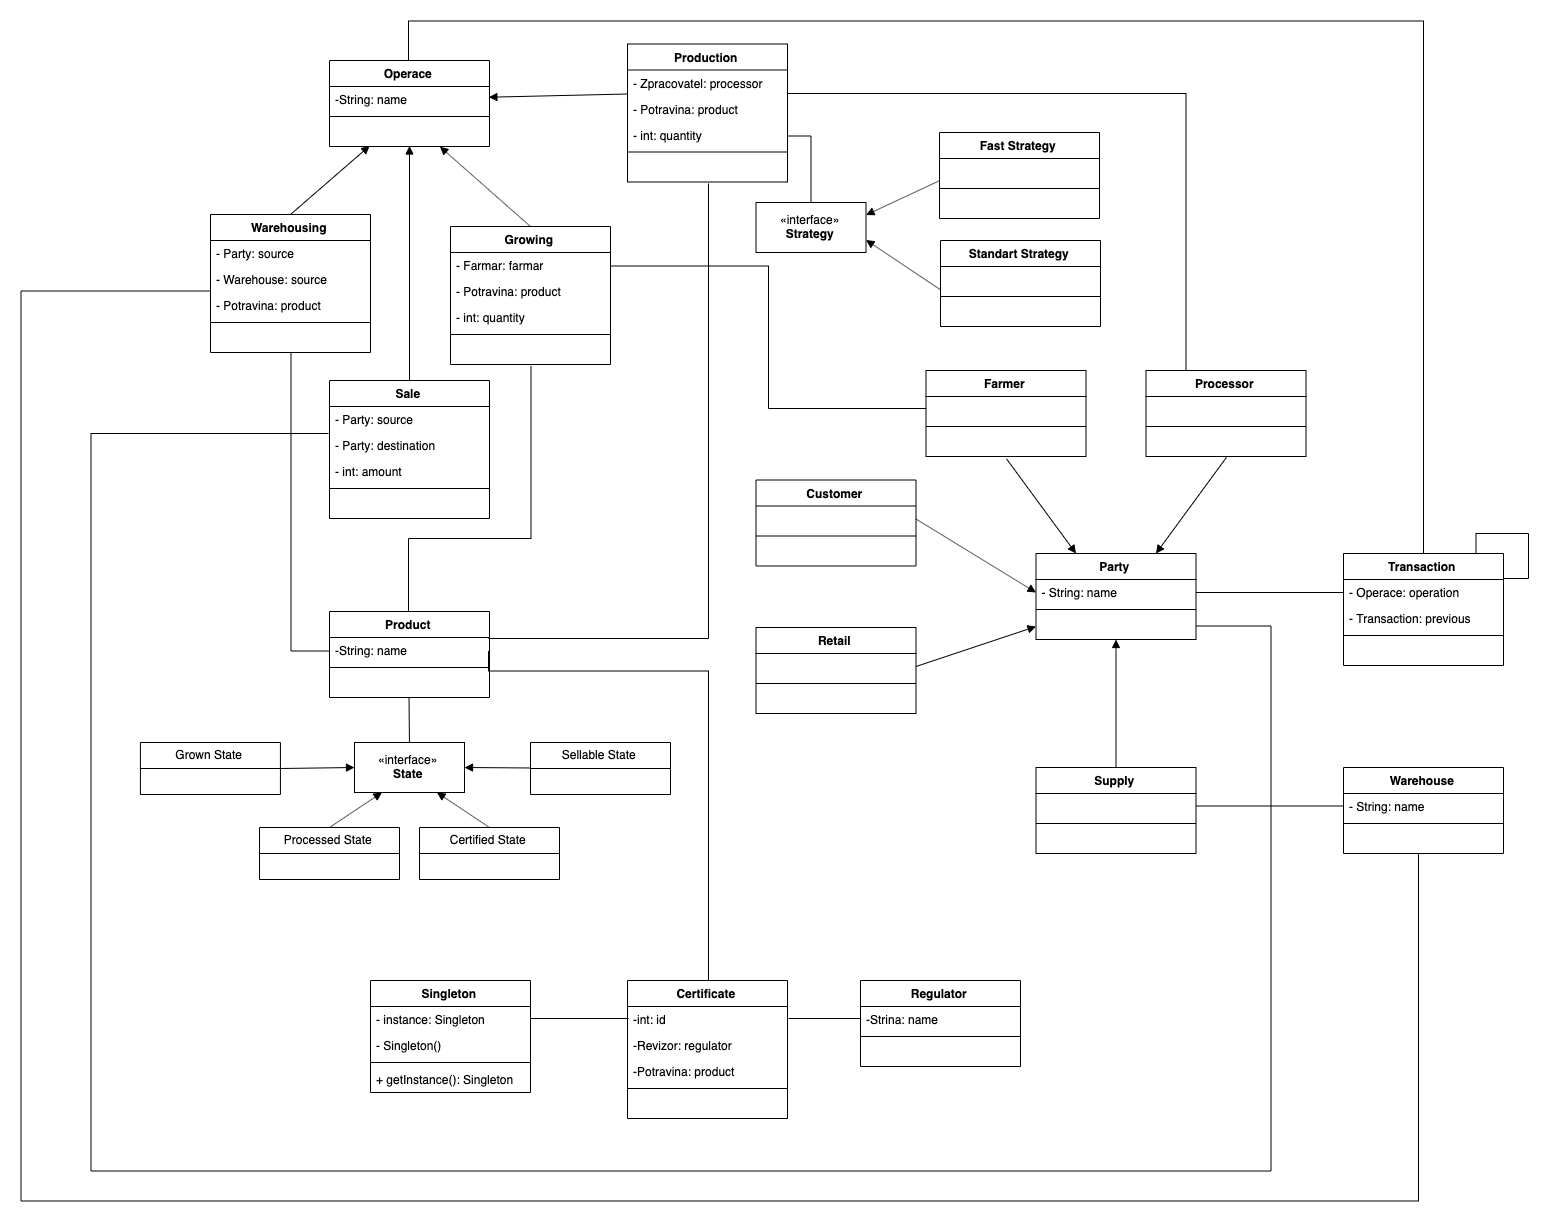 Operace
-String: name
Production
- Zpracovatel: processor
- Potravina: product
- int: quantity
Fast Strategy
«interface»
Strategy
Standart Strategy
Warehousing
- Party: source
- Warehouse: source
- Potravina: product
Growing
- Farmar: farmar
- Potravina: product
- int: quantity
Sale
- Party: source
- Party: destination
- int: amount
Farmer
Processor
Customer
Party
- String: name
Transaction
- Operace: operation
- Transaction: previous
Product
-String: name
Retail
Grown State
«interface»
State
Sellable State
Processed State
Certified State
Supply
Warehouse
- String: name
Singleton
- instance: Singleton
- Singleton()
+ getInstance(): Singleton
Certificate
-int: id
-Revizor: regulator
-Potravina: product
Regulator
-Strina: name